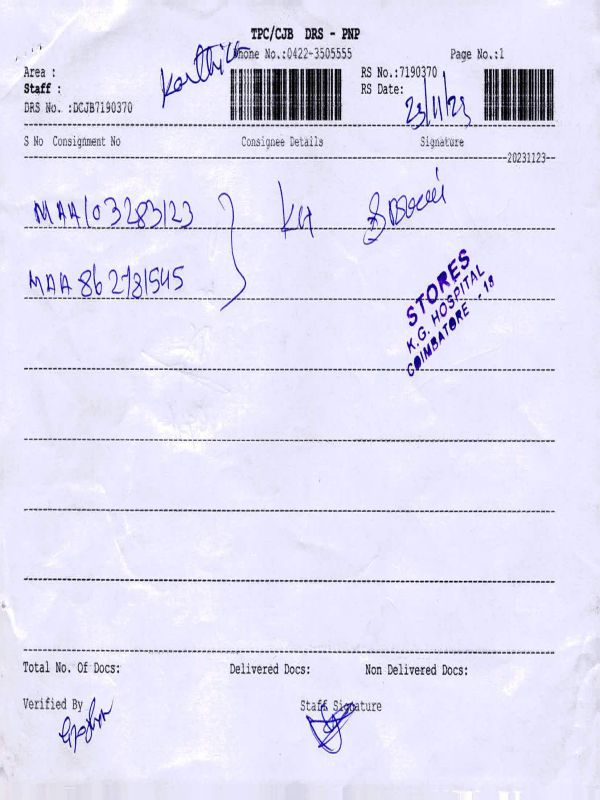 TPC/CJB DRS - PNP
Phone No.:0422-3505555 Page No.:1
Karthik
Area :
Staff :
DRS No. :DCJB7190370
RS No.:7190370
RS Date: 23/11/23
S No Consignment No Consignee Details Signature
20231123
MAA103283123
KH
MAA862781545
STORES
K.G. HOSPITAL
COIMBATORE - 18
Total No. Of Docs: Delivered Docs: Non Delivered Docs:
Verified By Staff Signature